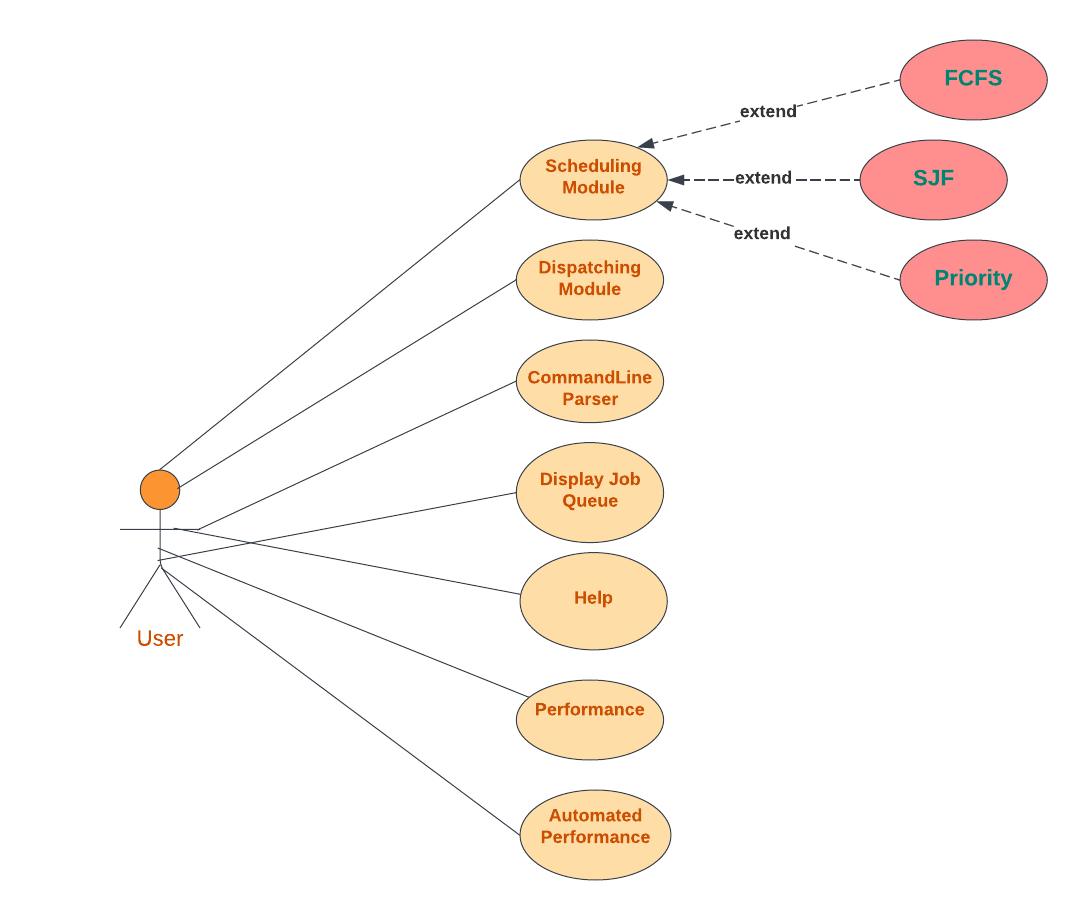 FCFS
extend
Scheduling
Module
extend
SJF
extend
Dispatching
Module
Priority
CommandLine
Parser
Display Job
Queue
Help
User
Performance
Automated
Performance